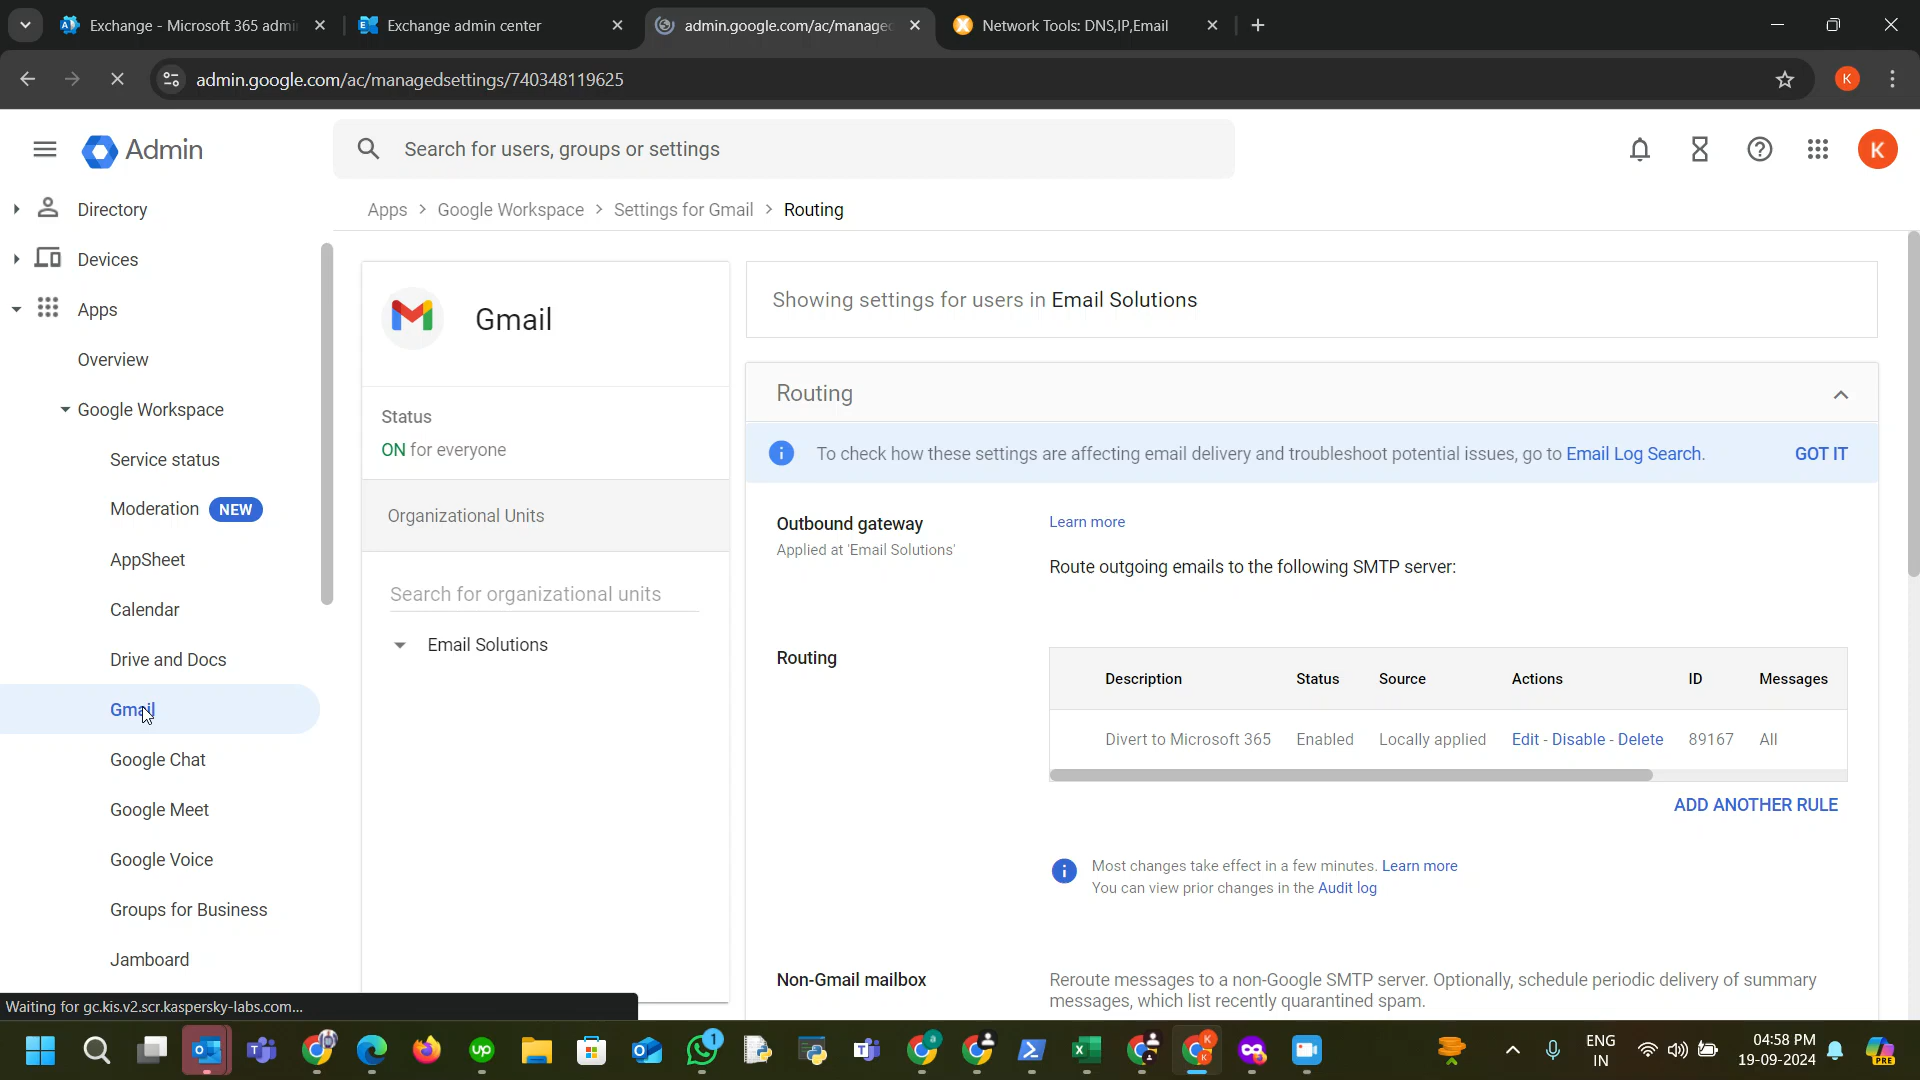 Exchange - Microsoft 365 admi
Exchange admin center
admin.google.com/ac/manage
Network Tools: DNS,IP,Email
admin.google.com/ac/managedsettings/740348119625
K
Admin
Search for users, groups or settings
K
Directory
Devices
Apps
Overview
Google Workspace
Service status
Moderation NEW
AppSheet
Calendar
Drive and Docs
Gmail
Google Chat
Google Meet
Google Voice
Groups for Business
Jamboard
Apps > Google Workspace > Settings for Gmail > Routing
Gmail
Status
ON for everyone
Organizational Units
Search for organizational units
Email Solutions
Showing settings for users in Email Solutions
Routing
To check how these settings are affecting email delivery and troubleshoot potential issues, go to Email Log Search.
GOT IT
Outbound gateway
Applied at 'Email Solutions'
Learn more
Route outgoing emails to the following SMTP server:
Routing
Description Status Source Actions ID Messages
Divert to Microsoft 365 Enabled Locally applied Edit - Disable - Delete 89167 All
ADD ANOTHER RULE
Most changes take effect in a few minutes. Learn more
You can view prior changes in the Audit log
Non-Gmail mailbox
Reroute messages to a non-Google SMTP server. Optionally, schedule periodic delivery of summary
messages, which list recently quarantined spam.
Waiting for gc.kis.v2.scr.kaspersky-labs.com...
up
1
K
ENG
IN
04:58 PM
19-09-2024
PRE